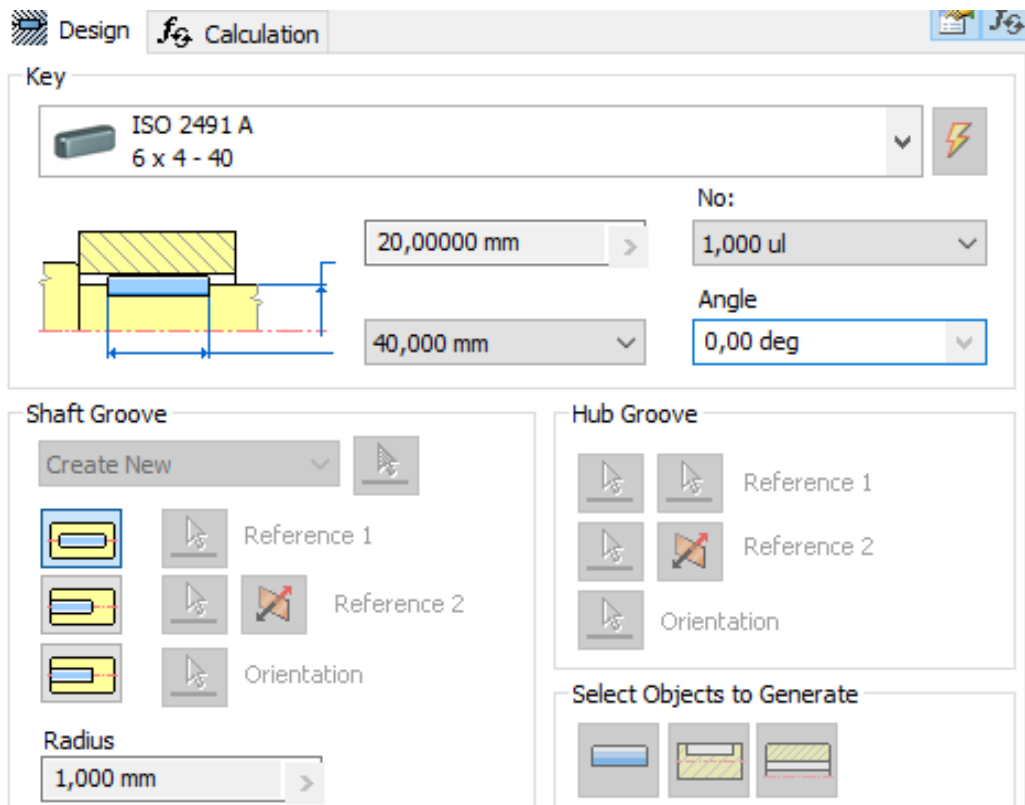 Design
Calculation
Key
ISO 2491 A
6 x 4 - 40
No:
20,00000 mm
1,000 ul
Angle
40,000 mm
0,00 deg
Shaft Groove
Hub Groove
Create New
Reference 1
Reference 1
Reference 2
Reference 2
Orientation
Orientation
Select Objects to Generate
Radius
1,000 mm